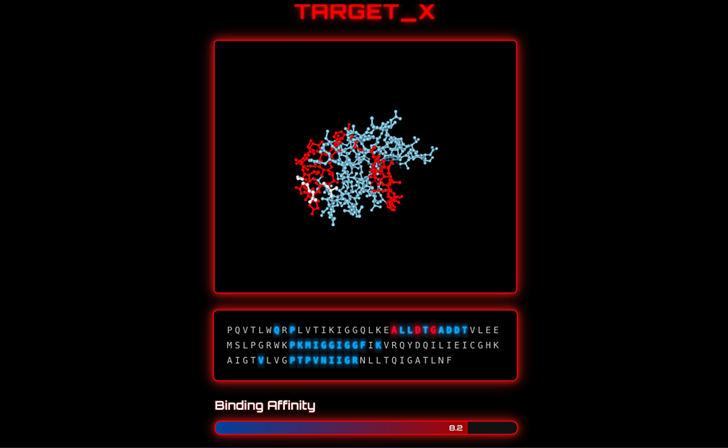 TARGET_X
PQVTLWQRPLVTIKIGGQLKEALLDTGADDTVLEE
MSLPGRWKPKMIGGIGGFIKVRQYDQILIEICGHK
AIGTVLVGPTPVNIIGRNLLTQIGATLNF
Binding Affinity
8.2